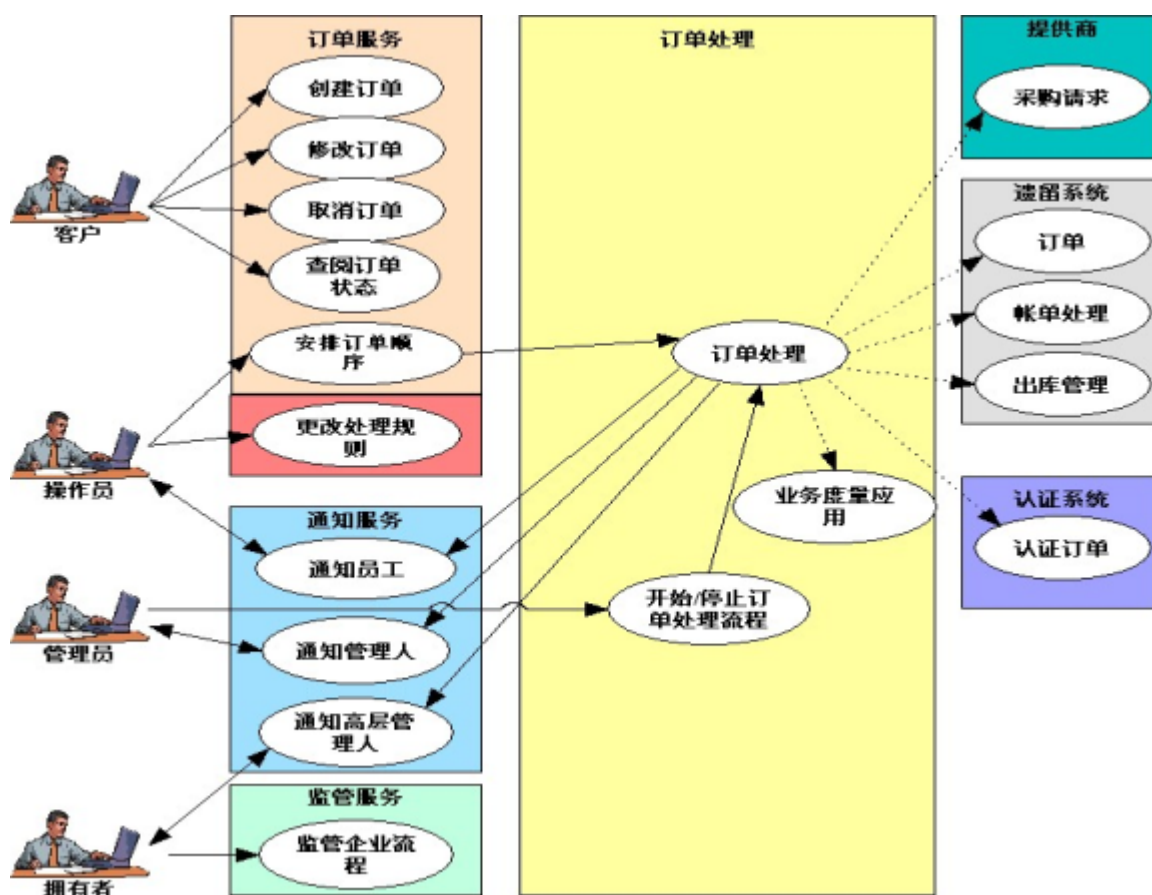 订单服务
创建订单
修改订单
取消订单
查阅订单
状态
安排订单顺
序
更改处理规
则
通知服务
通知员工
通知管理人
通知高层管
理人
监管服务
监管企业流
程
客户
操作员
管理员
拥有者
订单处理
订单处理
业务度量应
用
开始/停止订
单处理流程
提供商
采购请求
遗留系统
订单
帐单处理
出库管理
认证系统
认证订单